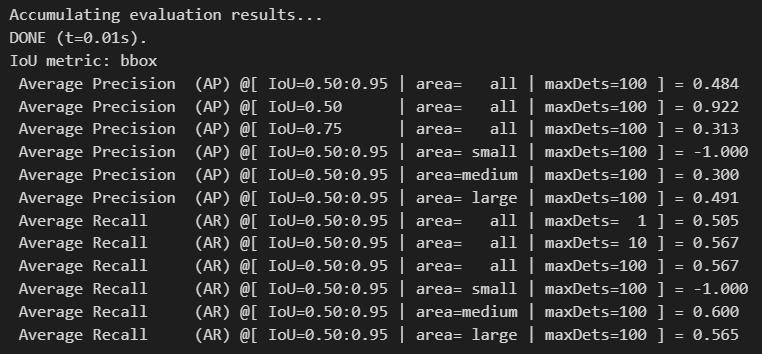 Accumulating evaluation results...
DONE (t=0.01s).
IoU metric: bbox
 Average Precision  (AP) @[ IoU=0.50:0.95 | area=   all | maxDets=100 ] = 0.484
 Average Precision  (AP) @[ IoU=0.50      | area=   all | maxDets=100 ] = 0.922
 Average Precision  (AP) @[ IoU=0.75      | area=   all | maxDets=100 ] = 0.313
 Average Precision  (AP) @[ IoU=0.50:0.95 | area= small | maxDets=100 ] = -1.000
 Average Precision  (AP) @[ IoU=0.50:0.95 | area=medium | maxDets=100 ] = 0.300
 Average Precision  (AP) @[ IoU=0.50:0.95 | area= large | maxDets=100 ] = 0.491
 Average Recall     (AR) @[ IoU=0.50:0.95 | area=   all | maxDets=  1 ] = 0.505
 Average Recall     (AR) @[ IoU=0.50:0.95 | area=   all | maxDets= 10 ] = 0.567
 Average Recall     (AR) @[ IoU=0.50:0.95 | area=   all | maxDets=100 ] = 0.567
 Average Recall     (AR) @[ IoU=0.50:0.95 | area= small | maxDets=100 ] = -1.000
 Average Recall     (AR) @[ IoU=0.50:0.95 | area=medium | maxDets=100 ] = 0.600
 Average Recall     (AR) @[ IoU=0.50:0.95 | area= large | maxDets=100 ] = 0.565